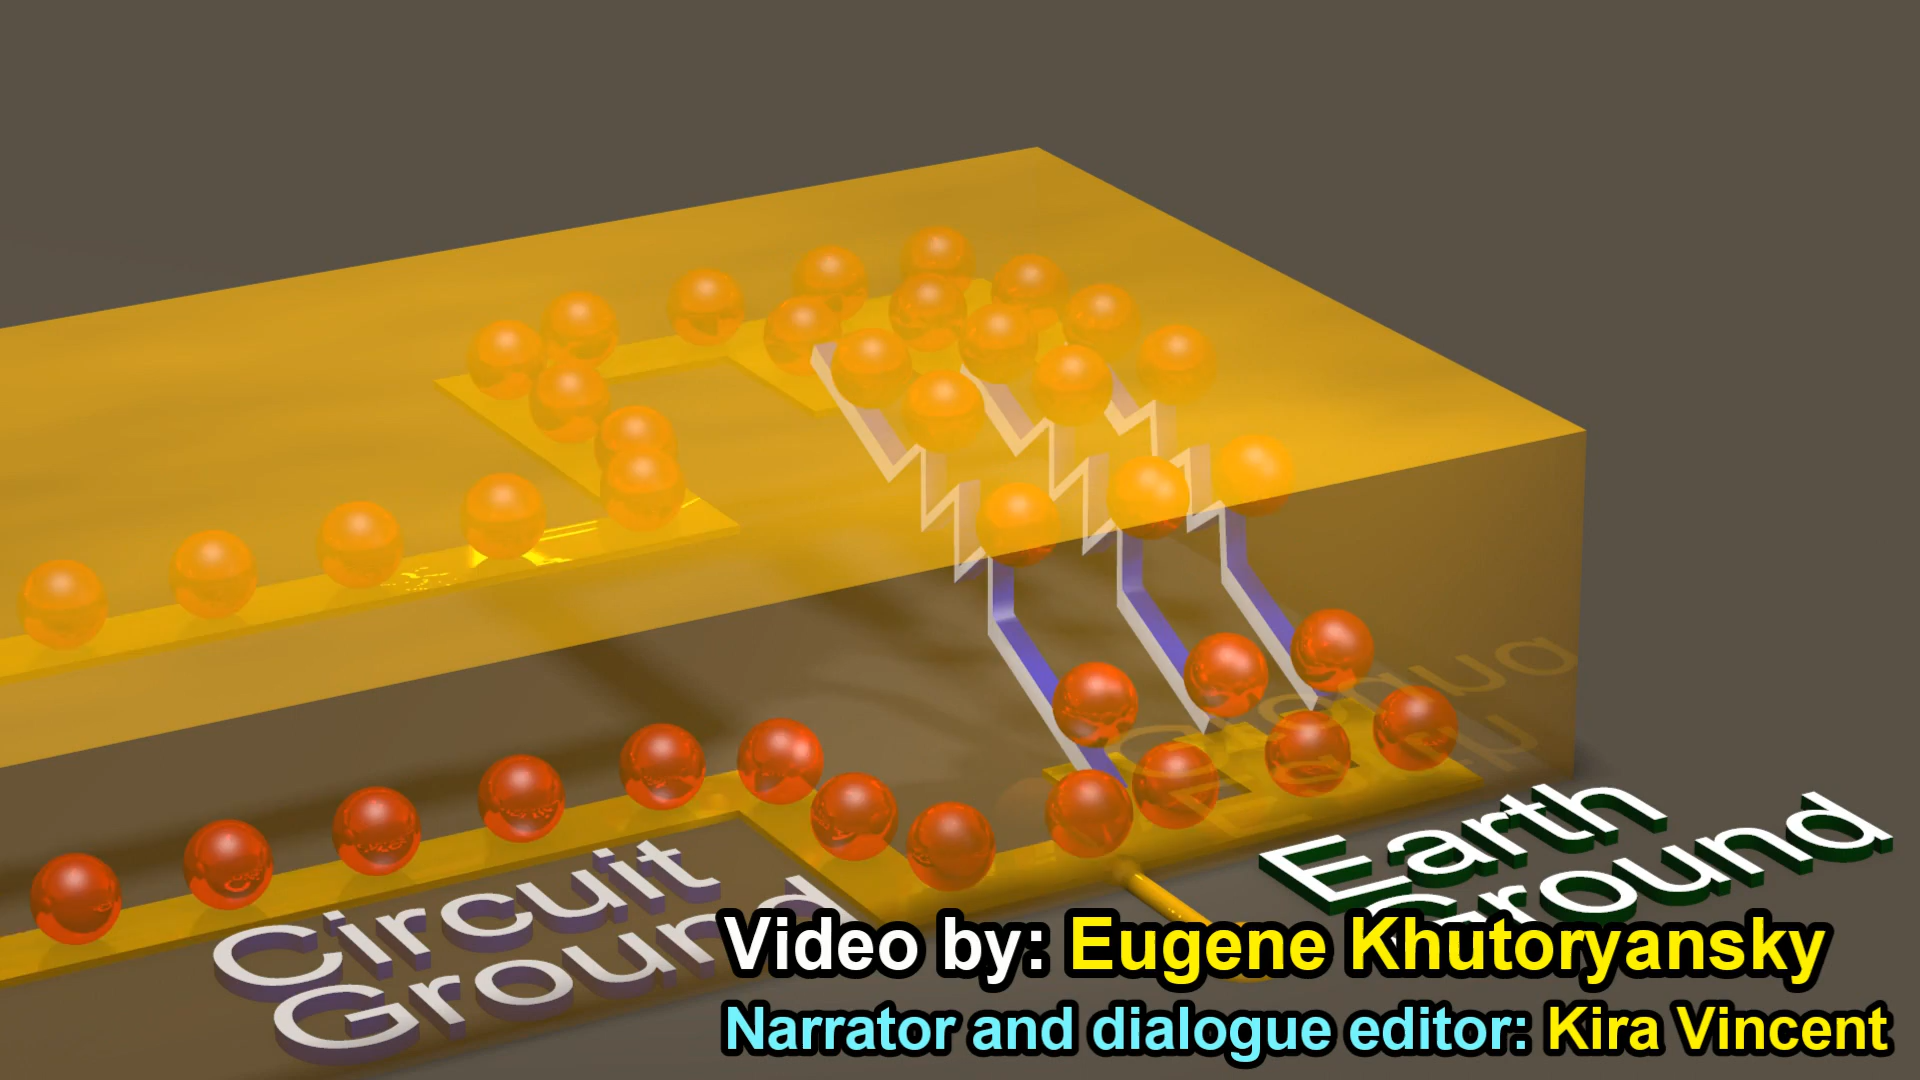 Circuit
Ground
Earth
Ground
Video by: Eugene Khutoryansky
Narrator and dialogue editor: Kira Vincent